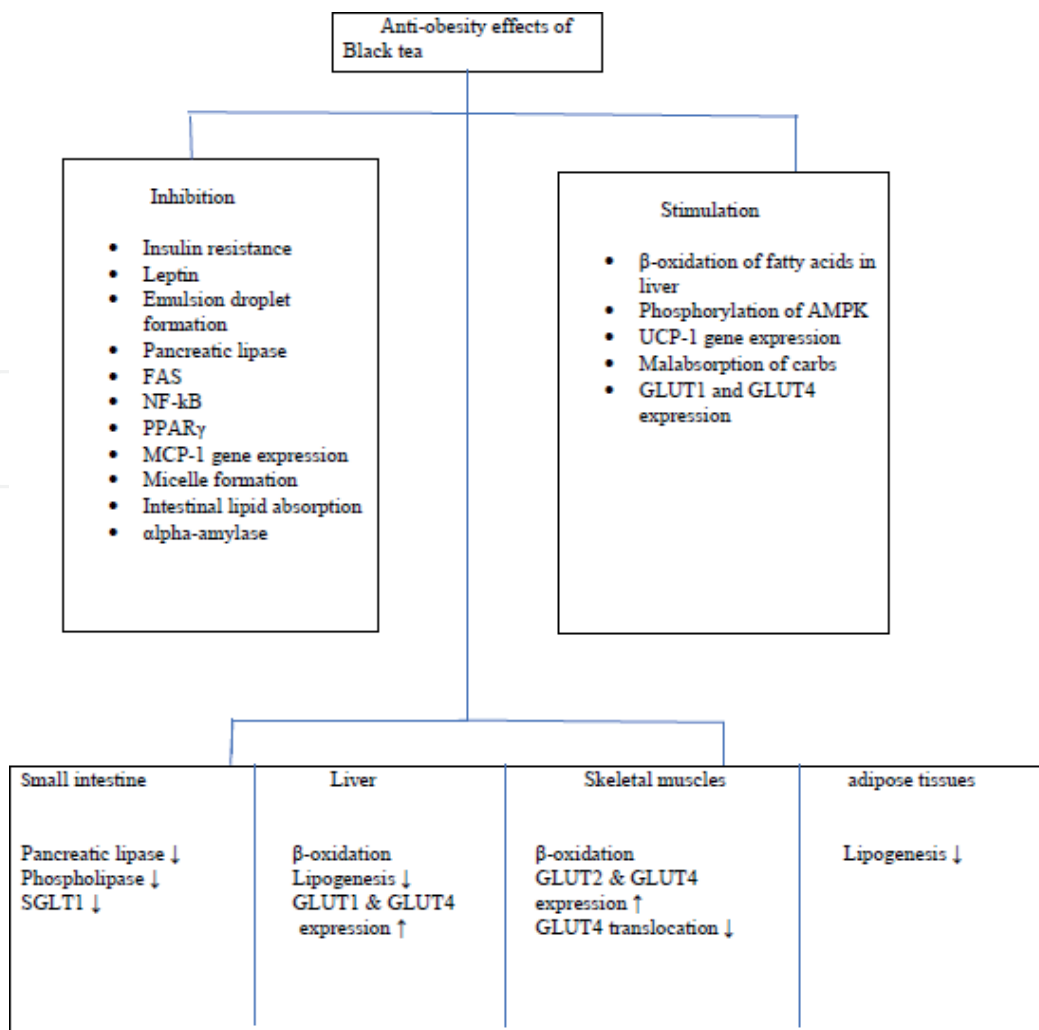 Anti-obesity effects of
Black tea
Inhibition
• Insulin resistance
• Leptin
• Emulsion droplet
formation
• Pancreatic lipase
• FAS
• NF-kB
• PPARγ
• MCP-1 gene expression
• Micelle formation
• Intestinal lipid absorption
• αlpha-amylase
Stimulation
• β-oxidation of fatty acids in
liver
• Phosphorylation of AMPK
• UCP-1 gene expression
• Malabsorption of carbs
• GLUT1 and GLUT4
expression
Small intestine
Pancreatic lipase ↓
Phospholipase ↓
SGLT1 ↓
Liver
β-oxidation
Lipogenesis ↓
GLUT1 & GLUT4
expression ↑
Skeletal muscles
β-oxidation
GLUT2 & GLUT4
expression ↑
GLUT4 translocation ↓
adipose tissues
Lipogenesis ↓